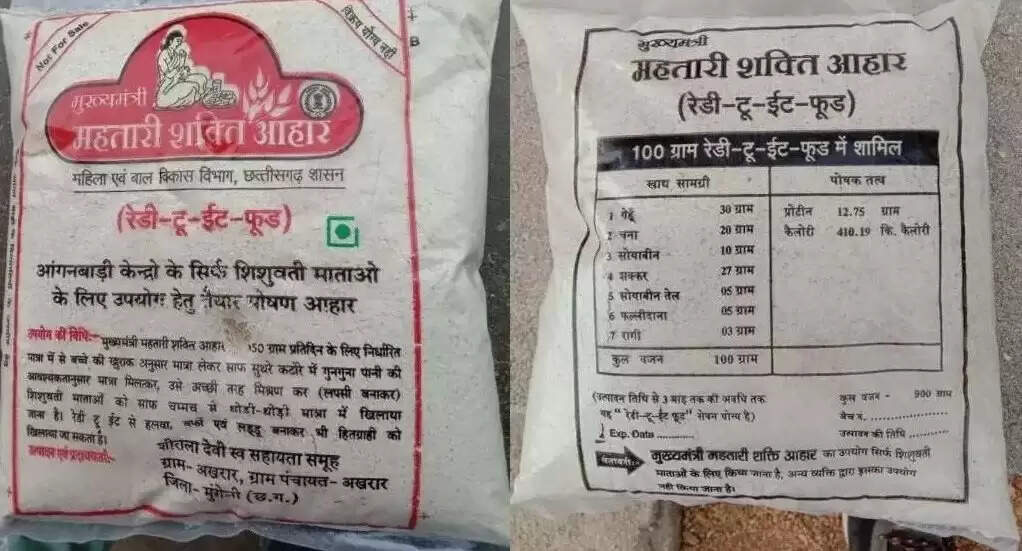 Not For Sale
विक्रय योग्य नहीं
B
मुख्यमंत्री
महतारी शक्ति आहार
महिला एवं बाल विकास विभाग, छत्तीसगढ़ शासन
(रेडी-टू-ईट-फूड)
आंगनबाड़ी केन्द्रो के सिर्फ शिशुवती माताओ
के लिए उपयोग हेतु तैयार पोषण आहार
उपयोग की विधि:- मुख्यमंत्री महतारी शक्ति आहार 50 ग्राम प्रतिदिन के लिए निर्धारित
मात्रा में से बच्चे की खुराक अनुसार मात्रा लेकर साफ सुथरे कटोरे में गुनगुना पानी की
आवश्यकतानुसार मात्रा मिलाकर, उसे अच्छी तरह मिश्रण कर (लपसी बनाकर)
शिशुवती माताओं को साफ चम्मच से थोडी-थोड़ी मात्रा में खिलाया
जाना है। रेडी टू ईट से हलवा, बर्फी एवं लड्डू बनाकर भी हितग्राही को
खिलाया जा सकता है।
उत्पादक एवं प्रदायकर्ता:-
शीतला देवी स्व सहायता समूह
ग्राम- अखरार, ग्राम पंचायत- अखरार
जिला- मुंगेली (छ.ग.)
मुख्यमंत्री
महतारी शक्ति आहार
(रेडी-टू-ईट-फूड)
100 ग्राम रेडी-टू-ईट-फूड में शामिल
खाद्य सामग्री पोषक तत्व
1 गेहूं 30 ग्राम प्रोटीन 12.75 ग्राम
2 चना 20 ग्राम कैलोरी 410.19 कि. कैलोरी
3 सोयाबीन 10 ग्राम
4 शक्कर 27 ग्राम
5 सोयाबीन तेल 05 ग्राम
6 फल्लीदाना 05 ग्राम
7 रागी 03 ग्राम
कुल वजन 100 ग्राम
(उत्पादन तिथि से 3 माह तक की अवधि तक
यह "रेडी-टू-ईट फूड" सेवन योग्य है)
Exp. Data ............
कुल वजन - 900 ग्राम
बैच नं. ....................
उत्पादन की तिथि ............
चेतावनी:- मुख्यमंत्री महतारी शक्ति आहार का उपयोग सिर्फ शिशुवती
माताओं के लिए किया जाना है, अन्य व्यक्ति द्वारा इसका उपयोग
नहीं किया जाना है।